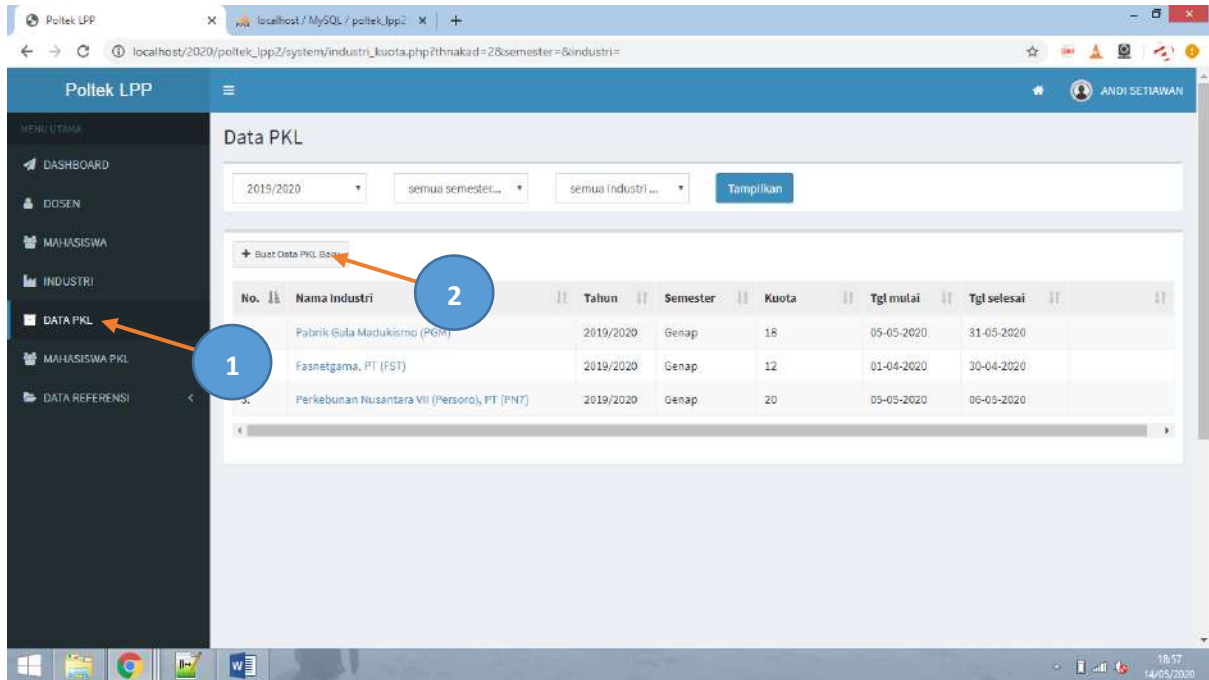 Poltek LPP
localhost / MySQL / poltek_lpp2
localhost/2020/poltek_lpp2/system/industri_kuota.php?thnakad=2&semester=&industri=
Poltek LPP
ANDI SETIAWAN
MENU UTAMA
DASHBOARD
DOSEN
MAHASISWA
INDUSTRI
DATA PKL
MAHASISWA PKL
DATA REFERENSI
Data PKL
2019/2020 semua semester... semua Industri ... Tampilkan
Buat Data PKL
No. Nama Industri Tahun Semester Kuota Tgl mulai Tgl selesai
Pabrik Gula Madukismo (PGM) 2019/2020 Genap 18 05-05-2020 31-05-2020
Fasnetgama, PT (FST) 2019/2020 Genap 12 01-04-2020 30-04-2020
3. Perkebunan Nusantara VII (Persoro), PT (PN7) 2019/2020 Genap 20 05-05-2020 06-05-2020
1
2
18:57
14/05/2020